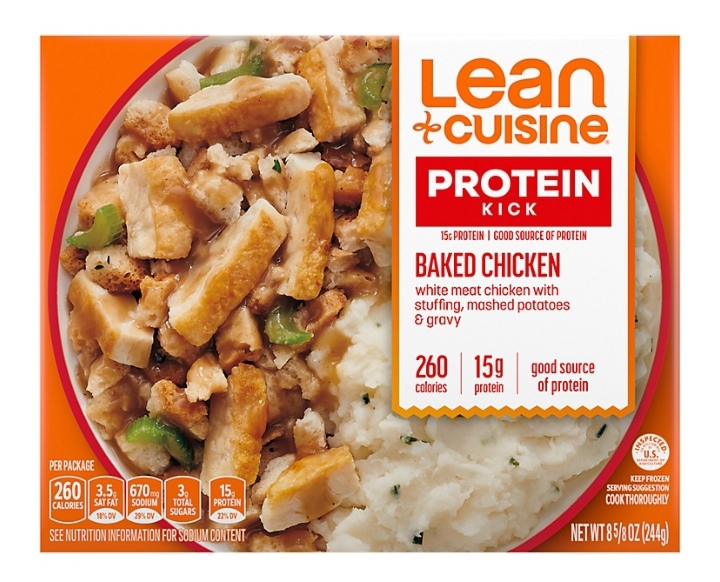 Lean
cuisine
PROTEIN
KICK
15g PROTEIN | GOOD SOURCE OF PROTEIN
BAKED CHICKEN
white meat chicken with
stuffing, mashed potatoes
& gravy
260 calories
15g protein
good source
of protein
INSPECTED
U.S.
DEPARTMENT OF
AGRICULTURE
KEEP FROZEN
SERVING SUGGESTION
COOK THOROUGHLY
PER PACKAGE
260 CALORIES
3.5g SAT FAT 18% DV
670mg SODIUM 29% DV
3g TOTAL SUGARS
15g PROTEIN 22% DV
SEE NUTRITION INFORMATION FOR SODIUM CONTENT
NET WT 8 5/8 OZ (244g)